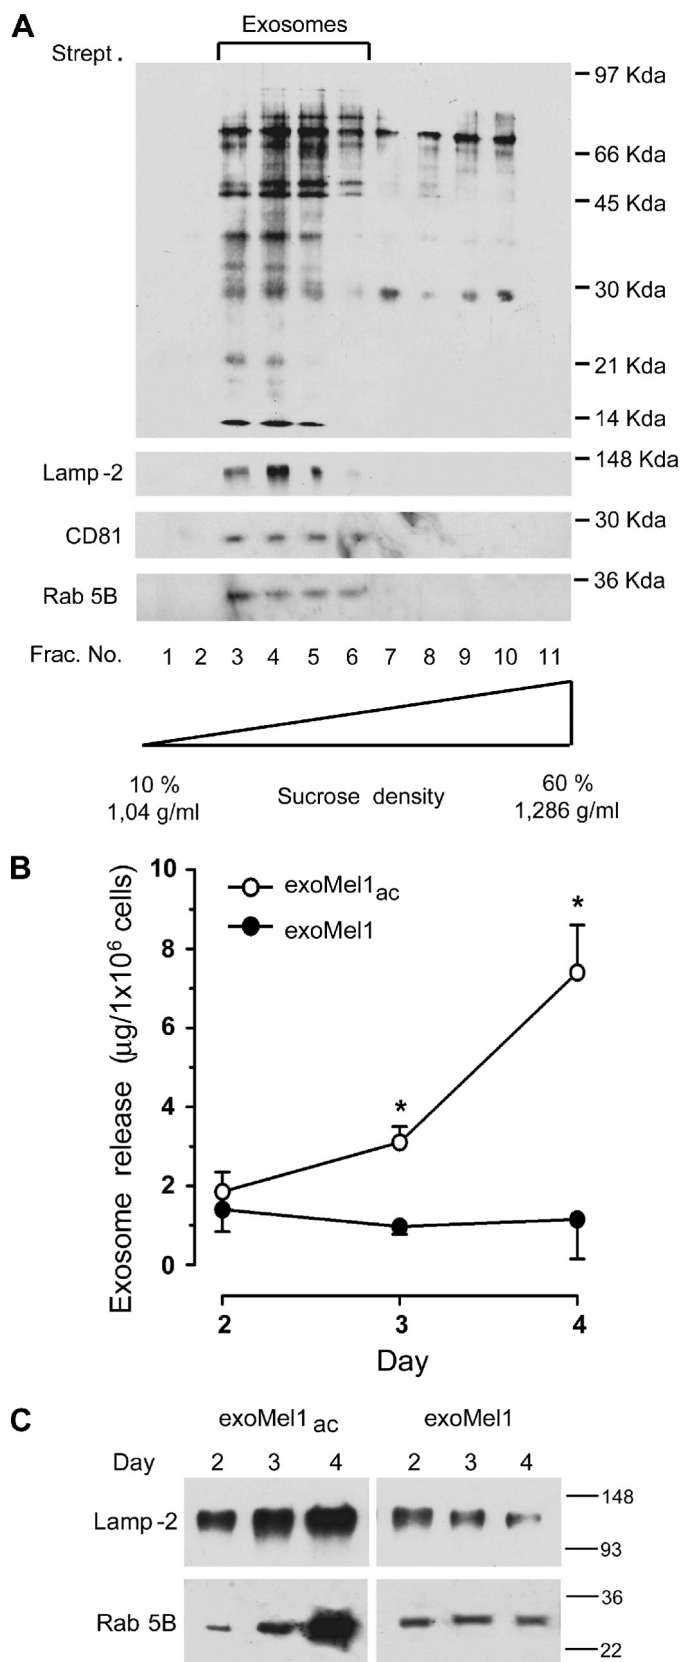 A
Exosomes
Strept .
97 Kda
66 Kda
45 Kda
30 Kda
21 Kda
14 Kda
Lamp -2
148 Kda
CD81
30 Kda
Rab 5B
36 Kda
Frac. No. 1 2 3 4 5 6 7 8 9 10 11
10 % Sucrose density 60 %
1,04 g/ml 1,286 g/ml
B
Exosome release (µg/1x10⁶ cells)
10
8
6
4
2
0
exoMel1ac
exoMel1
*
*
2 3 4
Day
C
exoMel1 ac exoMel1
Day 2 3 4 2 3 4
Lamp -2
148
93
Rab 5B
36
22